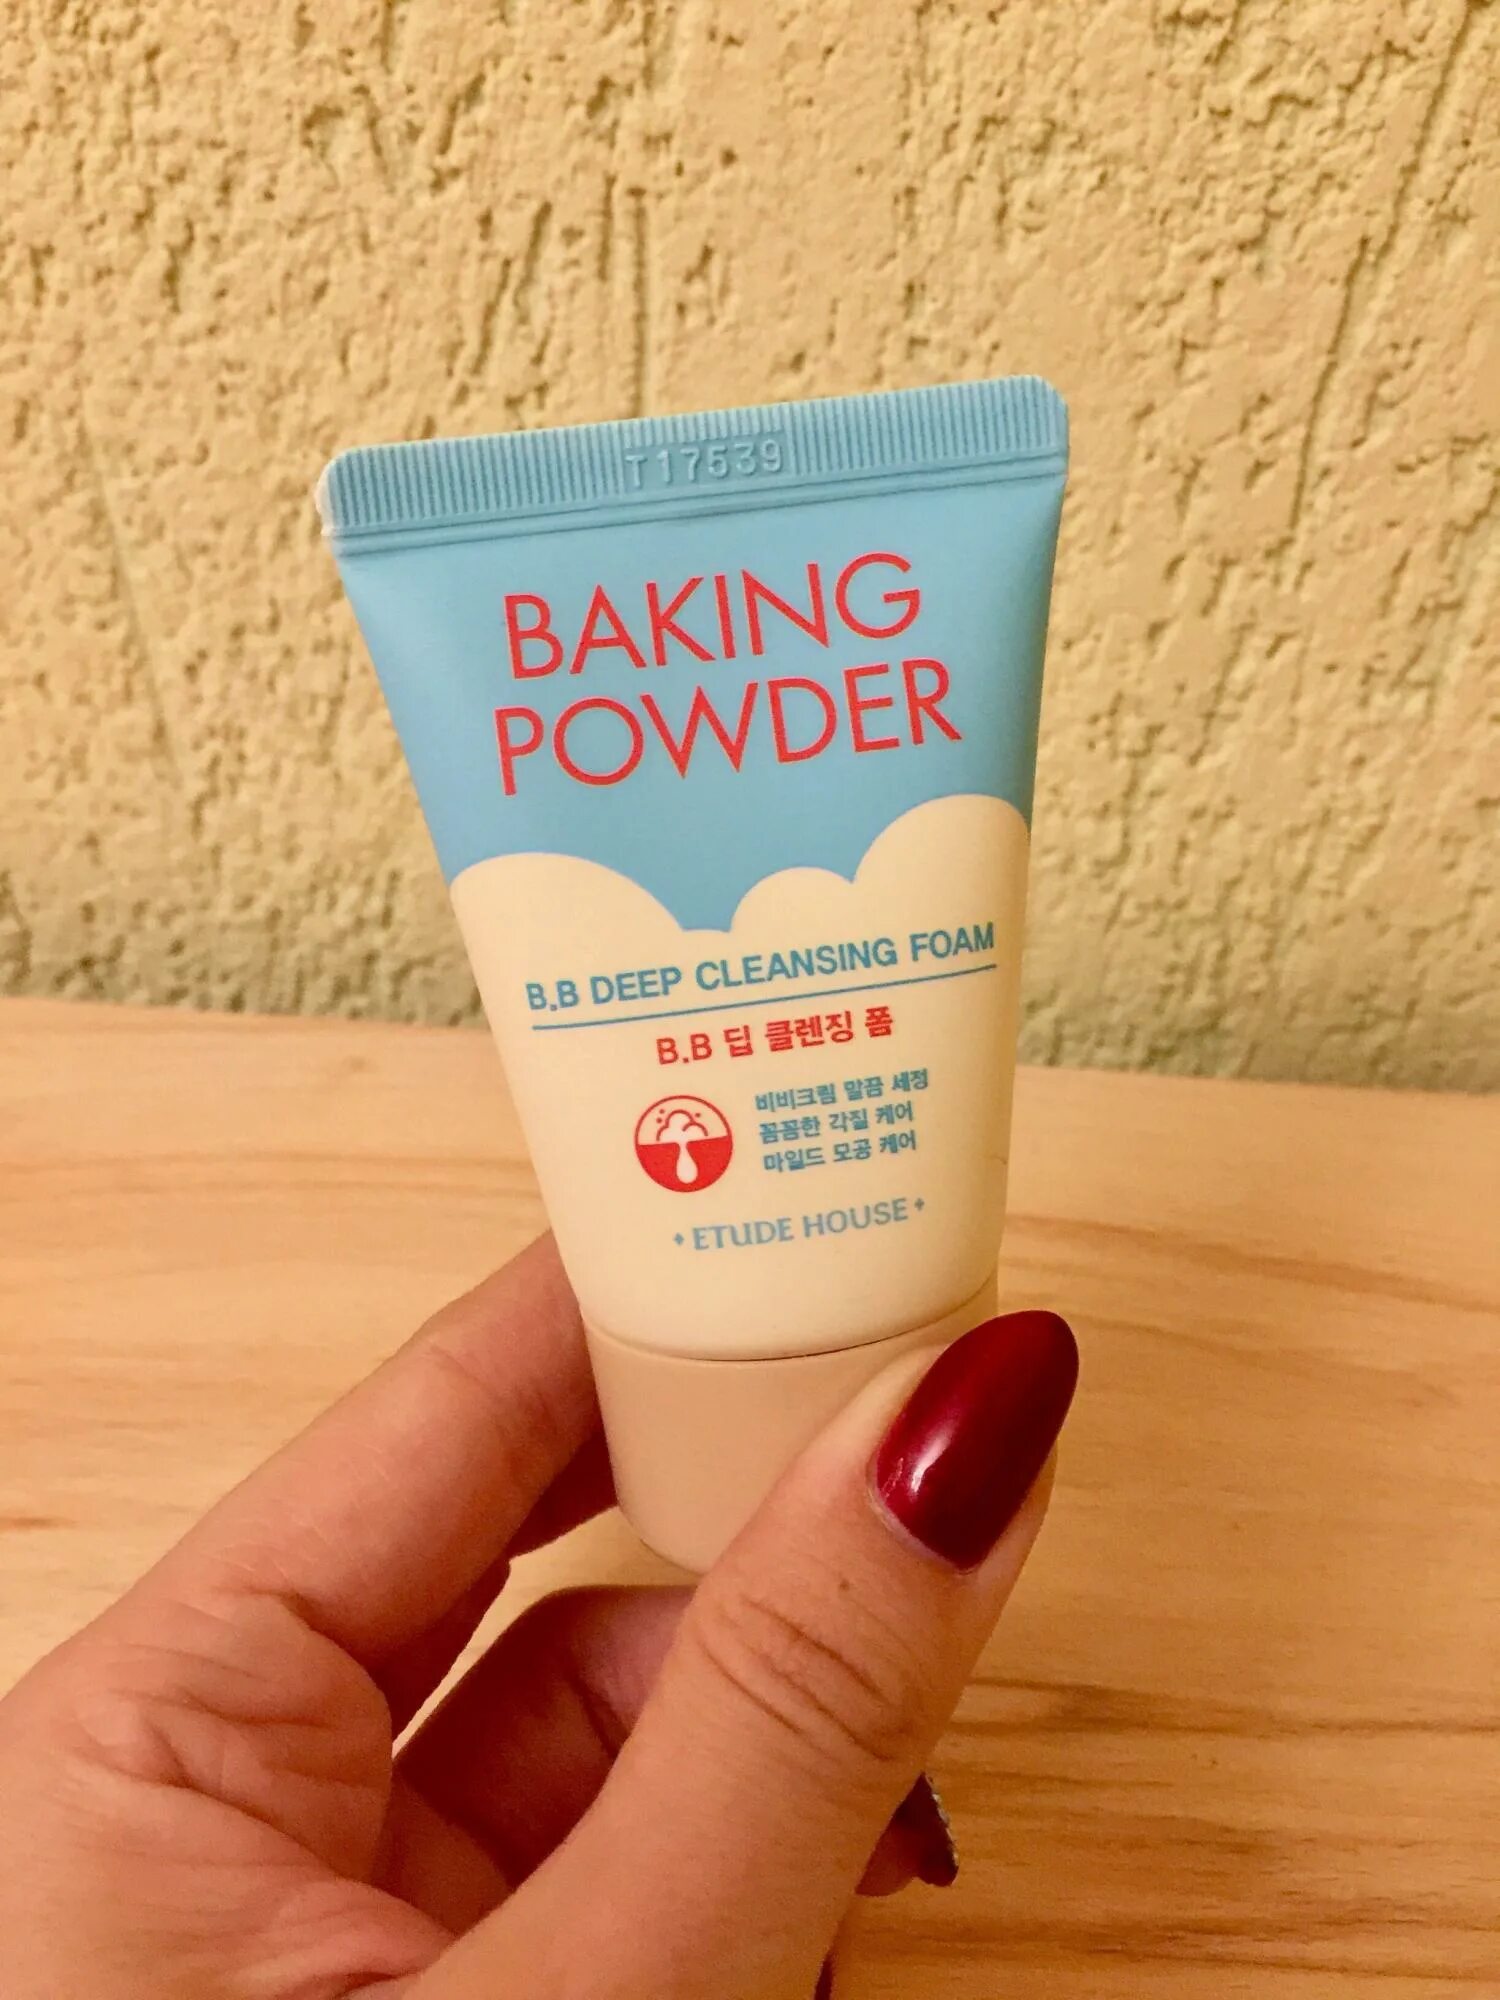 T17539
BAKING
POWDER
B.B DEEP CLEANSING FOAM
B.B 딥 클렌징 폼
비비크림 말끔 세정
꼼꼼한 각질 케어
마일드 모공 케어
ETUDE HOUSE